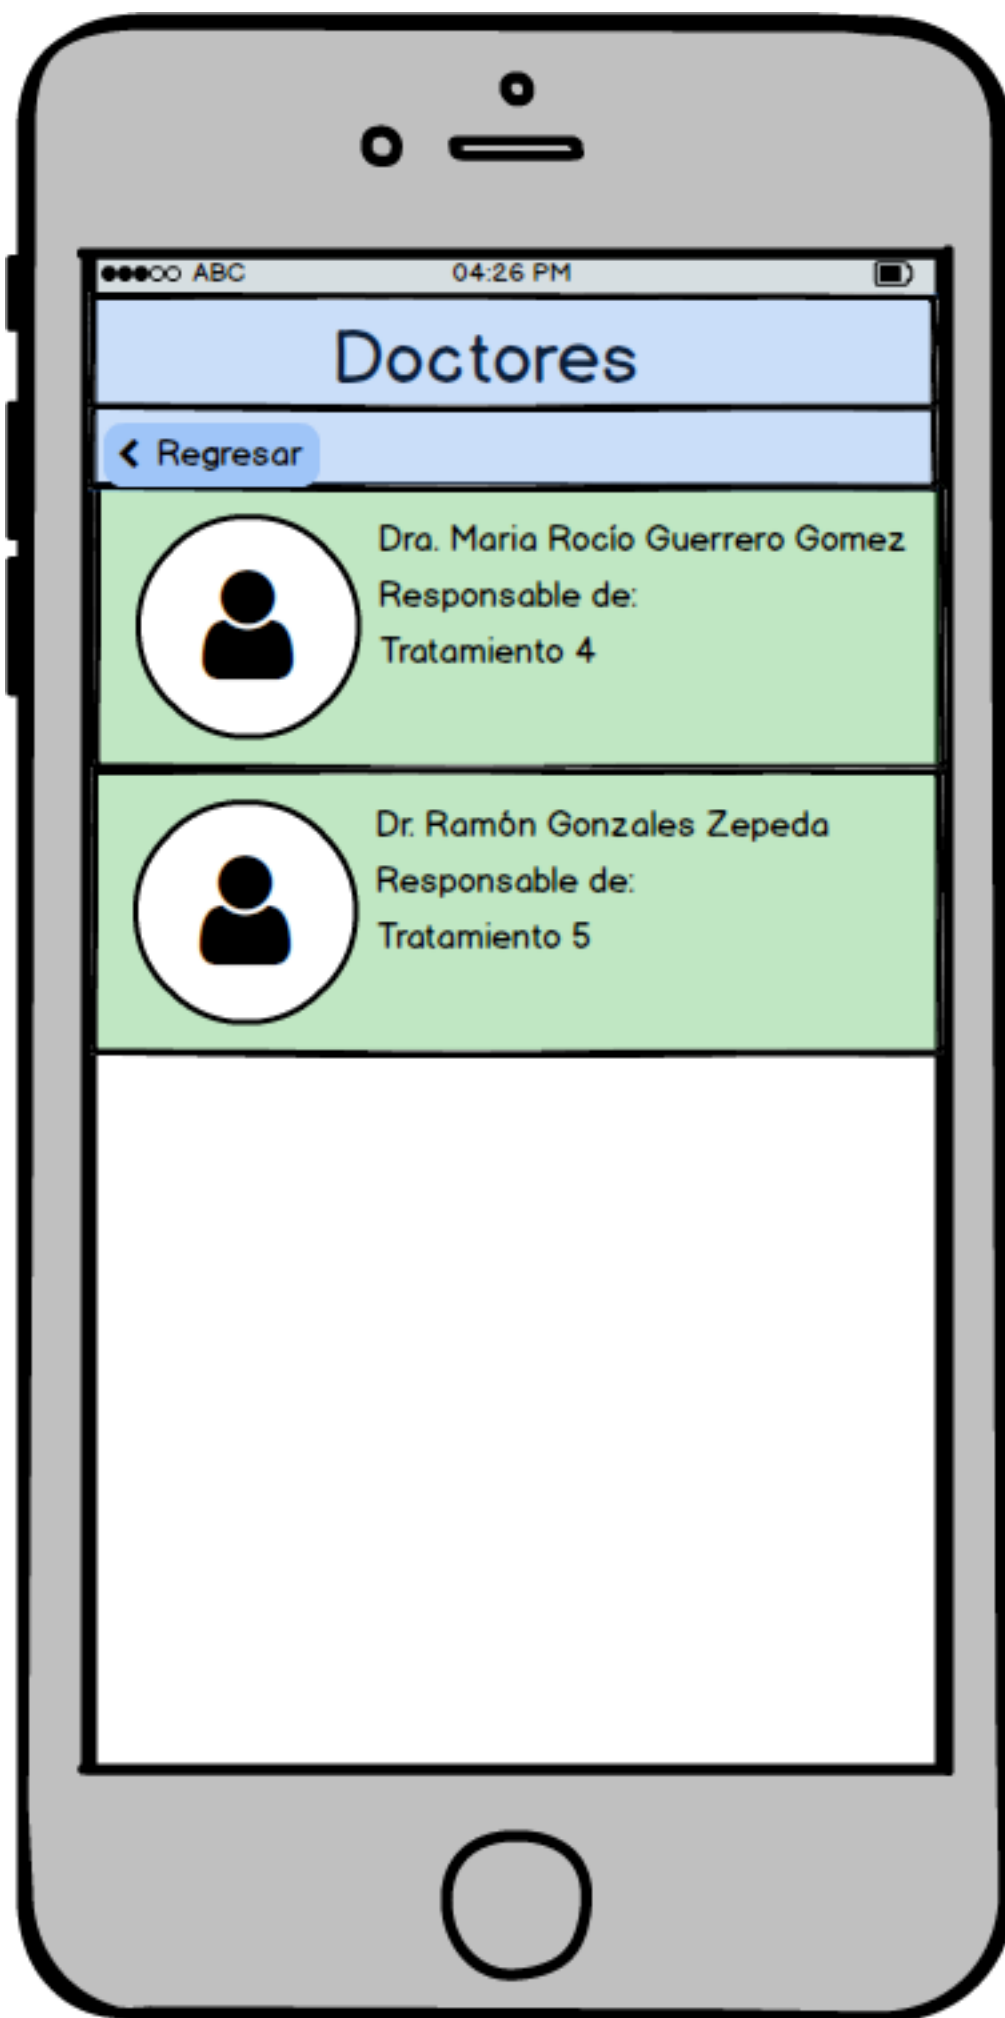 ABC 04:26 PM
Doctores
Regresar
Dra. Maria Rocío Guerrero Gomez
Responsable de:
Tratamiento 4
Dr. Ramón Gonzales Zepeda
Responsable de:
Tratamiento 5